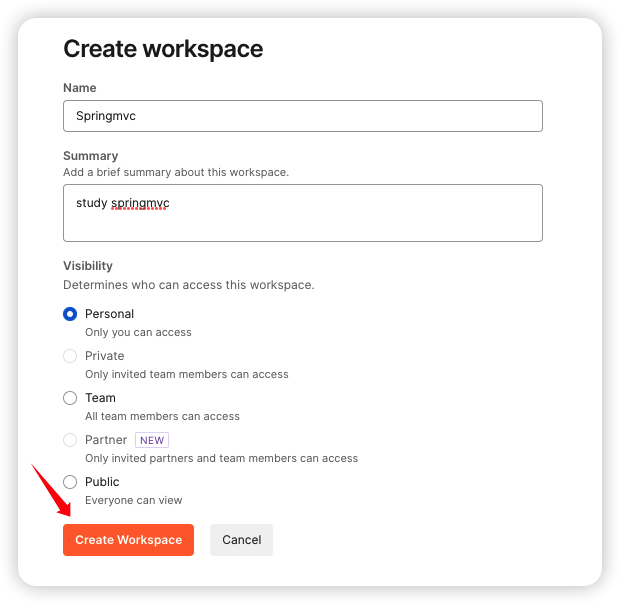 Create workspace
Name
Springmvc
Summary
Add a brief summary about this workspace.
study springmvc
Visibility
Determines who can access this workspace.
Personal
Only you can access
Private
Only invited team members can access
Team
All team members can access
Partner NEW
Only invited partners and team members can access
Public
Everyone can view
Create Workspace Cancel